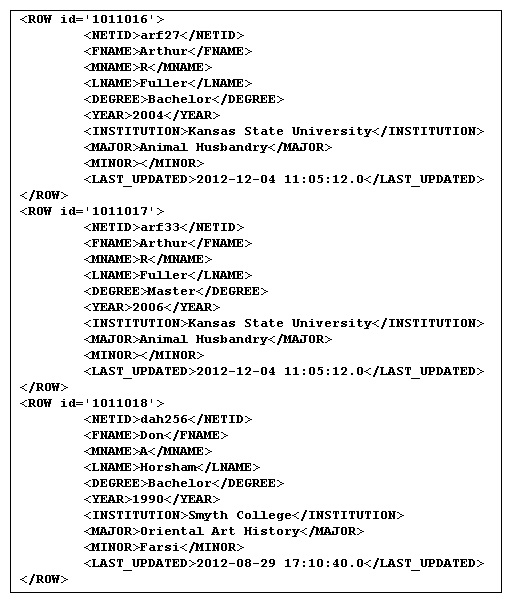 <ROW id='1011016'>
<NETID>arf27</NETID>
<FNAME>Arthur</FNAME>
<MNAME>R</MNAME>
<LNAME>Fuller</LNAME>
<DEGREE>Bachelor</DEGREE>
<YEAR>2004</YEAR>
<INSTITUTION>Kansas State University</INSTITUTION>
<MAJOR>Animal Husbandry</MAJOR>
<MINOR></MINOR>
<LAST_UPDATED>2012-12-04 11:05:12.0</LAST_UPDATED>
</ROW>
<ROW id='1011017'>
<NETID>arf33</NETID>
<FNAME>Arthur</FNAME>
<MNAME>R</MNAME>
<LNAME>Fuller</LNAME>
<DEGREE>Master</DEGREE>
<YEAR>2006</YEAR>
<INSTITUTION>Kansas State University</INSTITUTION>
<MAJOR>Animal Husbandry</MAJOR>
<MINOR></MINOR>
<LAST_UPDATED>2012-12-04 11:05:12.0</LAST_UPDATED>
</ROW>
<ROW id='1011018'>
<NETID>dah256</NETID>
<FNAME>Don</FNAME>
<MNAME>A</MNAME>
<LNAME>Horsham</LNAME>
<DEGREE>Bachelor</DEGREE>
<YEAR>1990</YEAR>
<INSTITUTION>Smyth College</INSTITUTION>
<MAJOR>Oriental Art History</MAJOR>
<MINOR>Farsi</MINOR>
<LAST_UPDATED>2012-08-29 17:10:40.0</LAST_UPDATED>
</ROW>